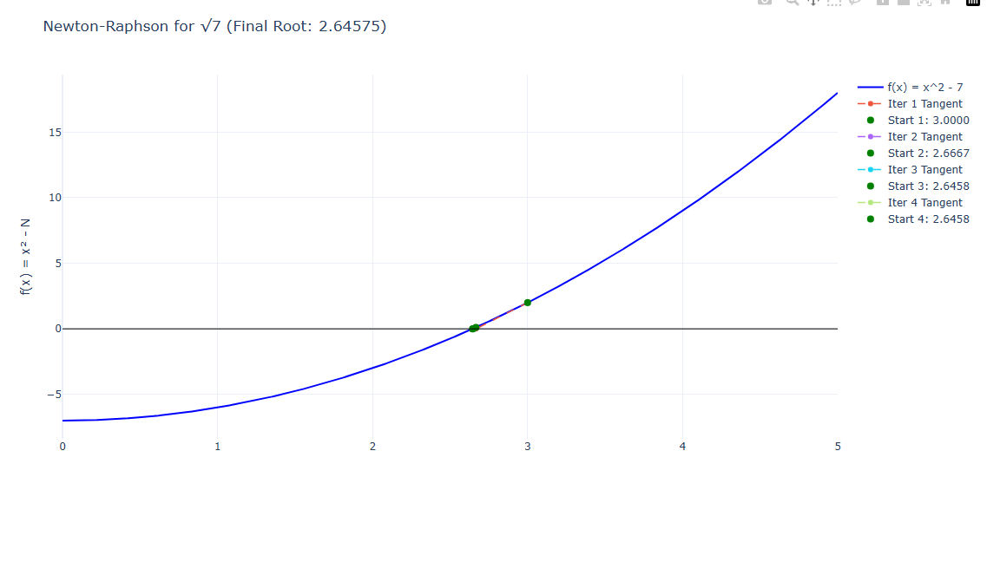 Newton-Raphson for √7 (Final Root: 2.64575)
f(x) = x^2 - 7
Iter 1 Tangent
Start 1: 3.0000
Iter 2 Tangent
Start 2: 2.6667
Iter 3 Tangent
Start 3: 2.6458
Iter 4 Tangent
Start 4: 2.6458
f(x) = x² - N
15
10
5
0
−5
0 1 2 3 4 5